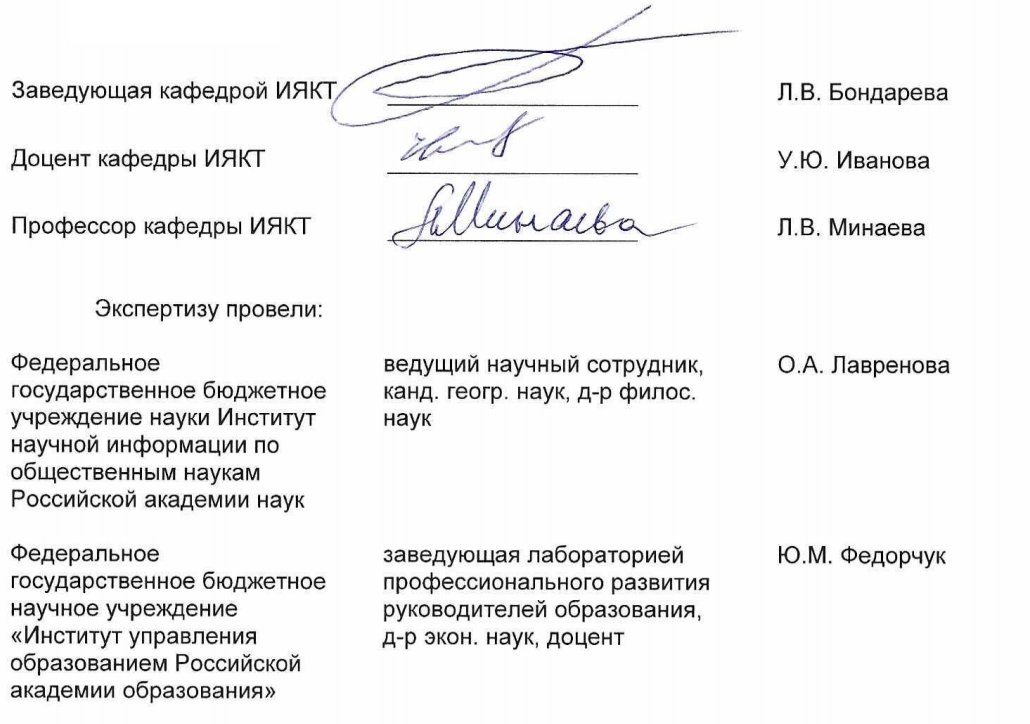 Заведующая кафедрой ИЯКТ Л.В. Бондарева
Доцент кафедры ИЯКТ У.Ю. Иванова
Профессор кафедры ИЯКТ Минаева Л.В. Минаева
Экспертизу провели:
Федеральное ведущий научный сотрудник, О.А. Лавренова
государственное бюджетное канд. геогр. наук, д-р филос.
учреждение науки Институт наук
научной информации по
общественным наукам
Российской академии наук
Федеральное заведующая лабораторией Ю.М. Федорчук
государственное бюджетное профессионального развития
научное учреждение руководителей образования,
«Институт управления д-р экон. наук, доцент
образованием Российской
академии образования»